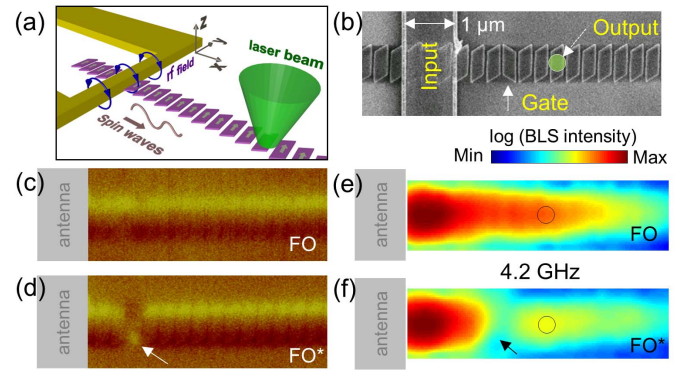 (a)
z
y
x
rf field
laser beam
Spin waves
(b)
1 μm
Output
Input
Gate
log (BLS intensity)
Min
Max
(c)
antenna
FO
(d)
antenna
FO*
(e)
antenna
FO
4.2 GHz
(f)
antenna
FO*